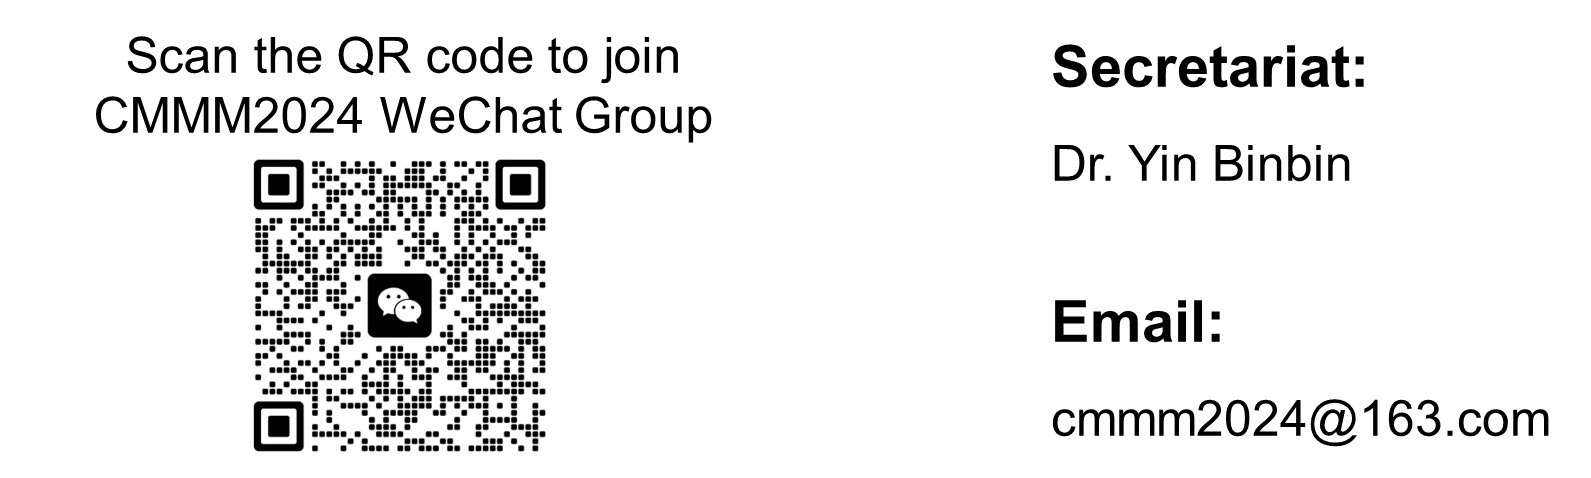 Scan the QR code to join
CMMM2024 WeChat Group
Secretariat:
Dr. Yin Binbin
Email:
cmmm2024@163.com